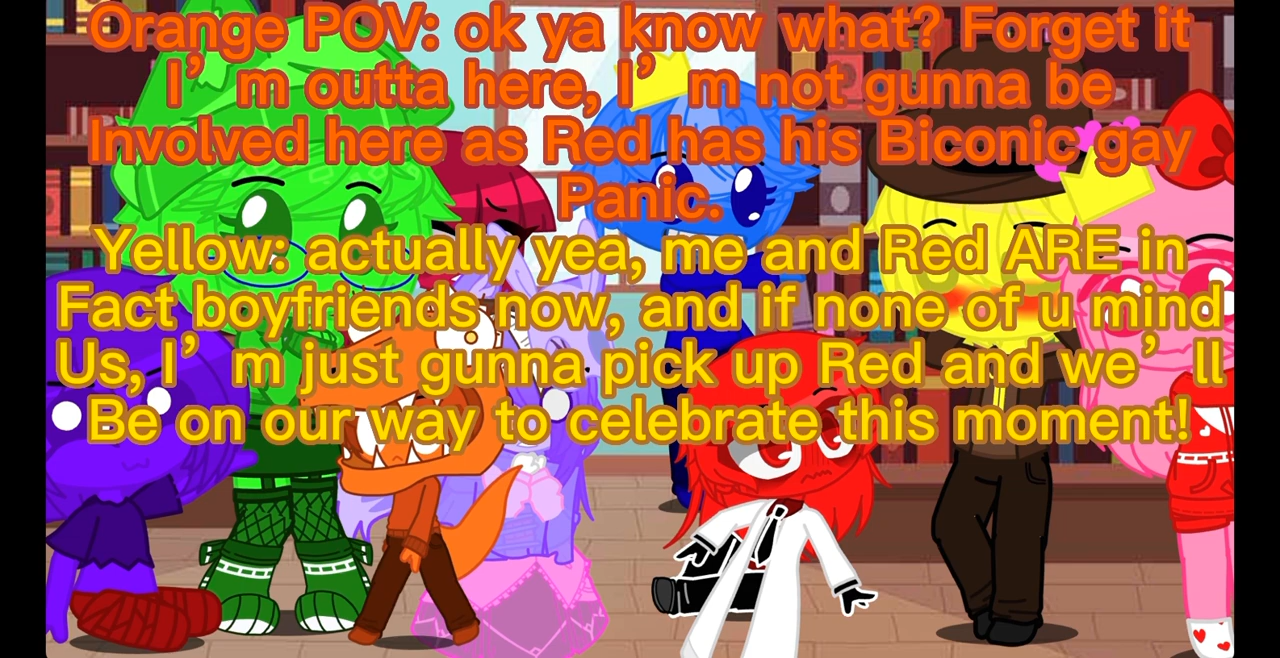 Orange POV: ok ya know what? Forget it
I’m outta here, I’m not gunna be
Involved here as Red has his Biconic gay
Panic.
Yellow: actually yea, me and Red ARE in
Fact boyfriends now, and if none of u mind
Us, I’m just gunna pick up Red and we’ll
Be on our way to celebrate this moment!